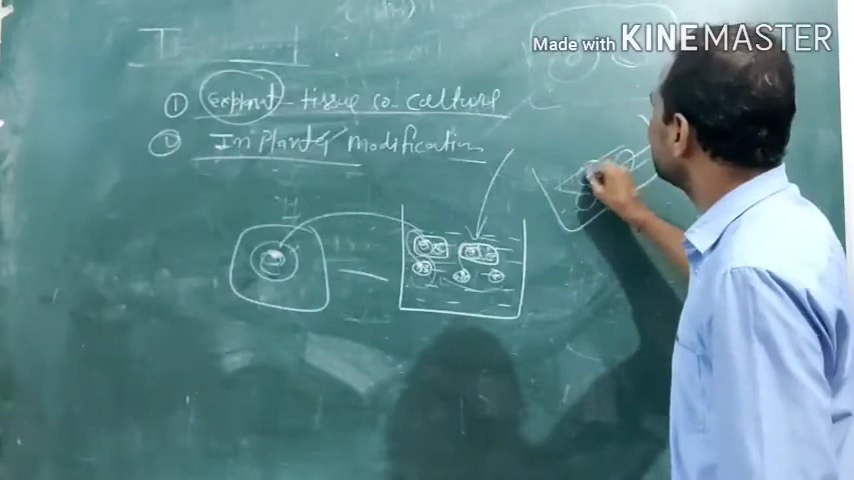 Made with KINEMASTER
① explant - tissue co-culture
② In Planta modification